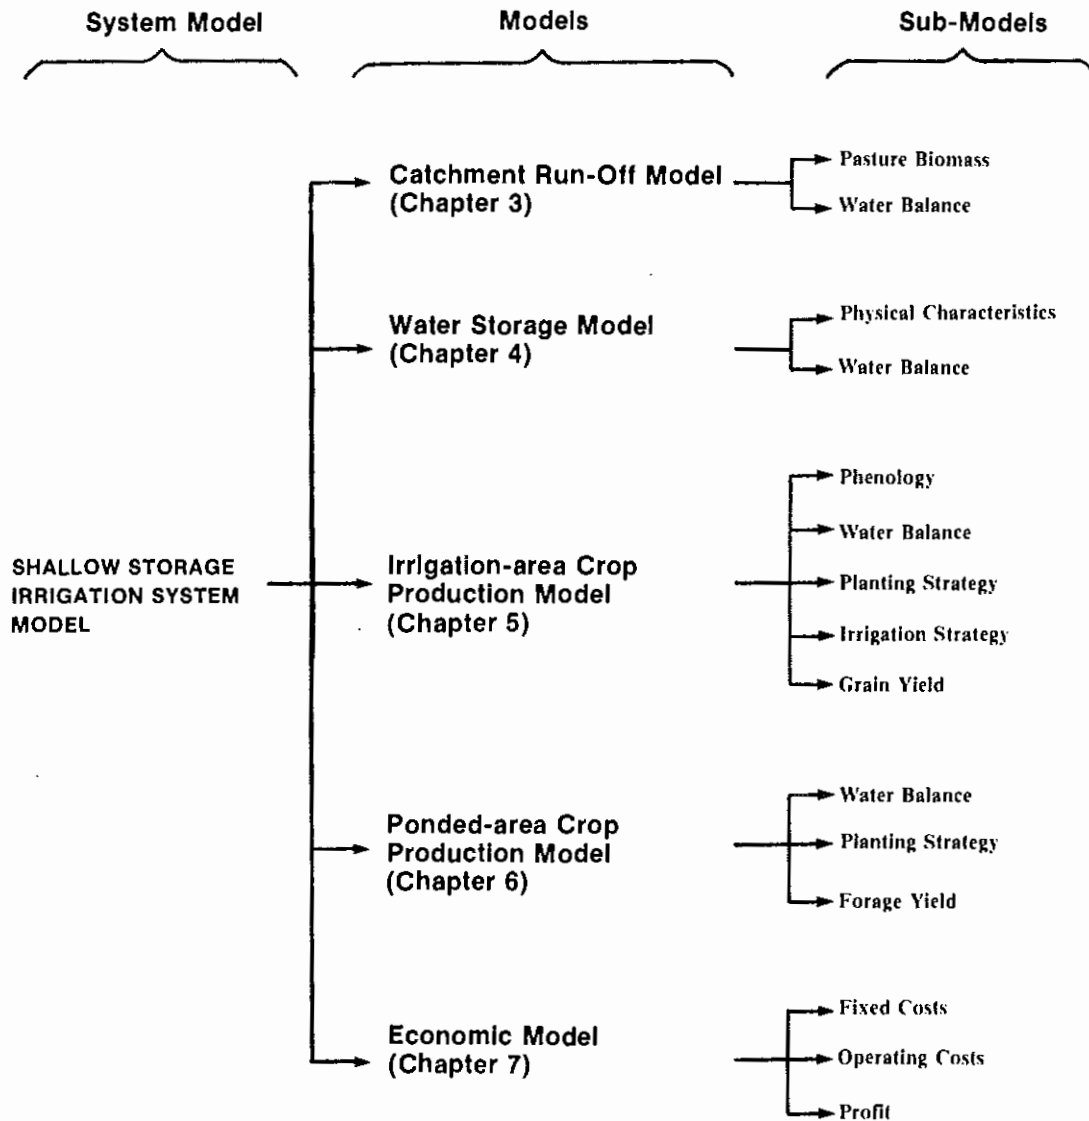 System Model
Models
Sub-Models
Catchment Run-Off Model
(Chapter 3)
Pasture Biomass
Water Balance
Water Storage Model
(Chapter 4)
Physical Characteristics
Water Balance
SHALLOW STORAGE
IRRIGATION SYSTEM
MODEL
Irrigation-area Crop
Production Model
(Chapter 5)
Phenology
Water Balance
Planting Strategy
Irrigation Strategy
Grain Yield
Ponded-area Crop
Production Model
(Chapter 6)
Water Balance
Planting Strategy
Forage Yield
Economic Model
(Chapter 7)
Fixed Costs
Operating Costs
Profit